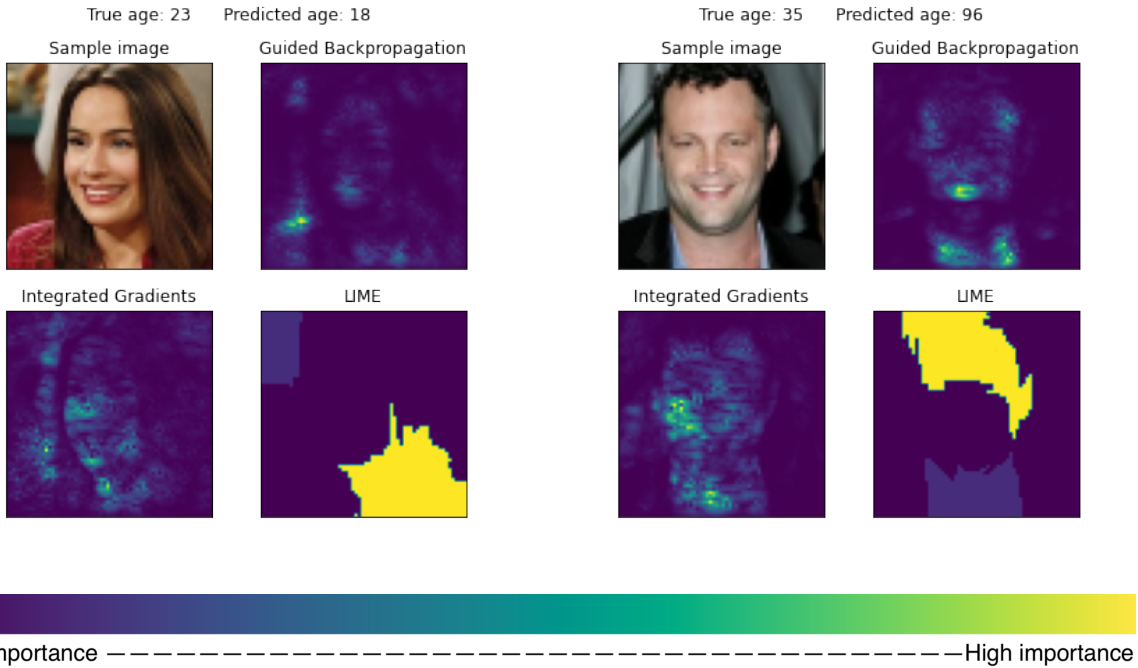 True age: 23 Predicted age: 18
Sample image
Guided Backpropagation
Integrated Gradients
LIME
True age: 35 Predicted age: 96
Sample image
Guided Backpropagation
Integrated Gradients
LIME
High importance